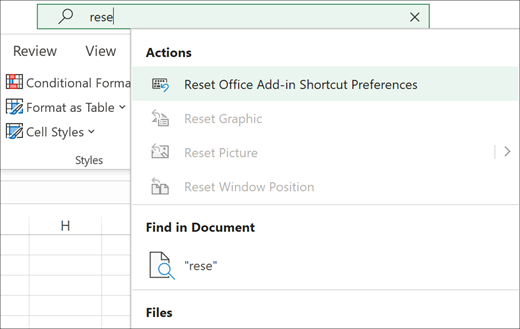 rese
Review View
Conditional Forma
Format as Table
Cell Styles
Styles
H
Actions
Reset Office Add-in Shortcut Preferences
Reset Graphic
Reset Picture
Reset Window Position
Find in Document
"rese"
Files